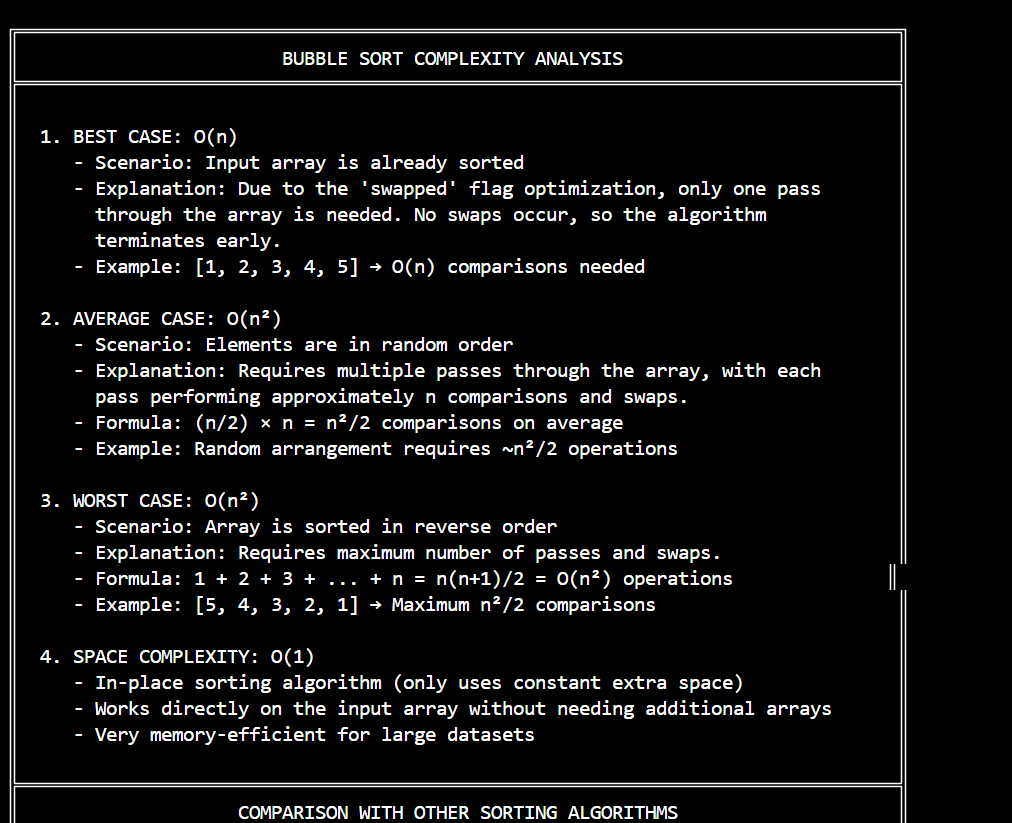 BUBBLE SORT COMPLEXITY ANALYSIS
1. BEST CASE: O(n)
- Scenario: Input array is already sorted
- Explanation: Due to the 'swapped' flag optimization, only one pass
through the array is needed. No swaps occur, so the algorithm
terminates early.
- Example: [1, 2, 3, 4, 5] → O(n) comparisons needed
2. AVERAGE CASE: O(n²)
- Scenario: Elements are in random order
- Explanation: Requires multiple passes through the array, with each
pass performing approximately n comparisons and swaps.
- Formula: (n/2) × n = n²/2 comparisons on average
- Example: Random arrangement requires ~n²/2 operations
3. WORST CASE: O(n²)
- Scenario: Array is sorted in reverse order
- Explanation: Requires maximum number of passes and swaps.
- Formula: 1 + 2 + 3 + ... + n = n(n+1)/2 = O(n²) operations
- Example: [5, 4, 3, 2, 1] → Maximum n²/2 comparisons
4. SPACE COMPLEXITY: O(1)
- In-place sorting algorithm (only uses constant extra space)
- Works directly on the input array without needing additional arrays
- Very memory-efficient for large datasets
COMPARISON WITH OTHER SORTING ALGORITHMS